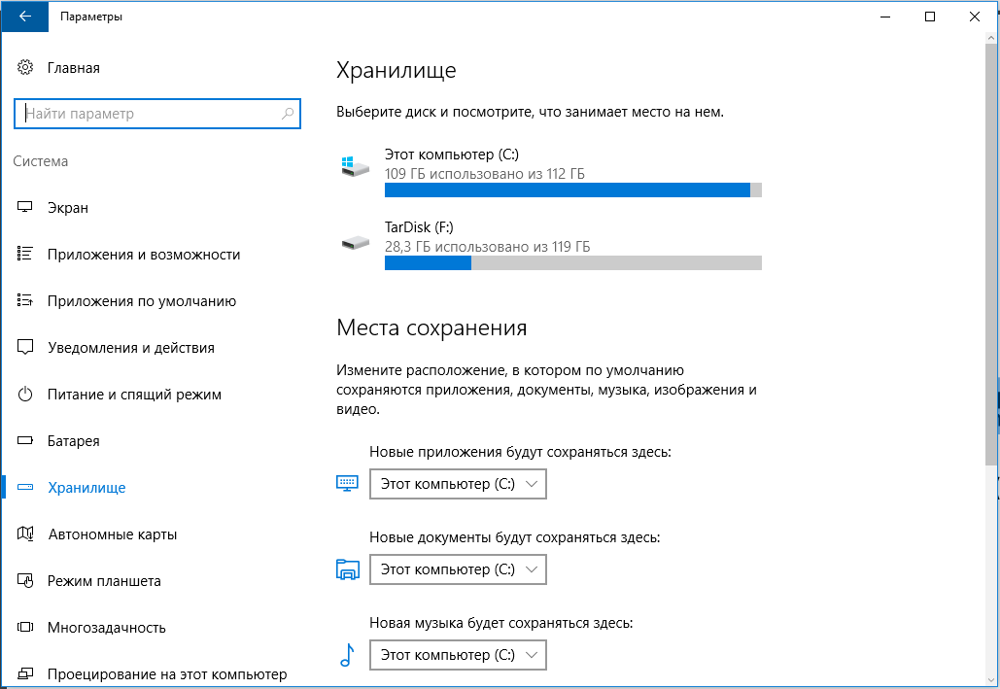 Параметры
Главная
Найти параметр
Система
Экран
Приложения и возможности
Приложения по умолчанию
Уведомления и действия
Питание и спящий режим
Батарея
Хранилище
Автономные карты
Режим планшета
Многозадачность
Проецирование на этот компьютер
Хранилище
Выберите диск и посмотрите, что занимает место на нем.
Этот компьютер (C:)
109 ГБ использовано из 112 ГБ
TarDisk (F:)
28,3 ГБ использовано из 119 ГБ
Места сохранения
Измените расположение, в котором по умолчанию
сохраняются приложения, документы, музыка, изображения и
видео.
Новые приложения будут сохраняться здесь:
Этот компьютер (C:)
Новые документы будут сохраняться здесь:
Этот компьютер (C:)
Новая музыка будет сохраняться здесь:
Этот компьютер (C:)